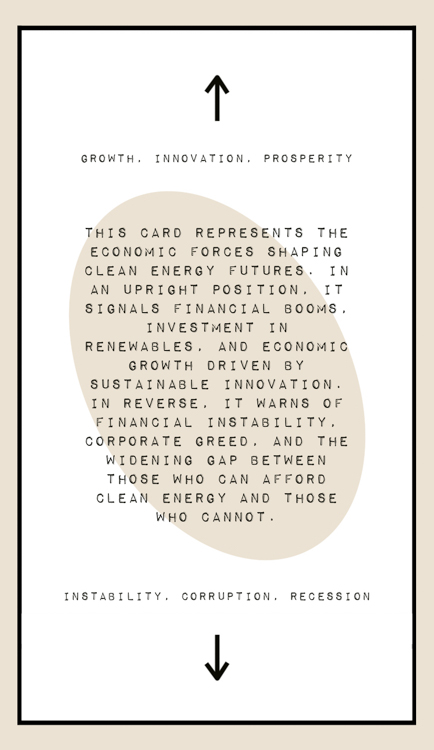 GROWTH, INNOVATION, PROSPERITY
THIS CARD REPRESENTS THE
ECONOMIC FORCES SHAPING
CLEAN ENERGY FUTURES. IN
AN UPRIGHT POSITION, IT
SIGNALS FINANCIAL BOOMS,
INVESTMENT IN
RENEWABLES, AND ECONOMIC
GROWTH DRIVEN BY
SUSTAINABLE INNOVATION.
IN REVERSE, IT WARNS OF
FINANCIAL INSTABILITY,
CORPORATE GREED, AND THE
WIDENING GAP BETWEEN
THOSE WHO CAN AFFORD
CLEAN ENERGY AND THOSE
WHO CANNOT.
INSTABILITY, CORRUPTION, RECESSION